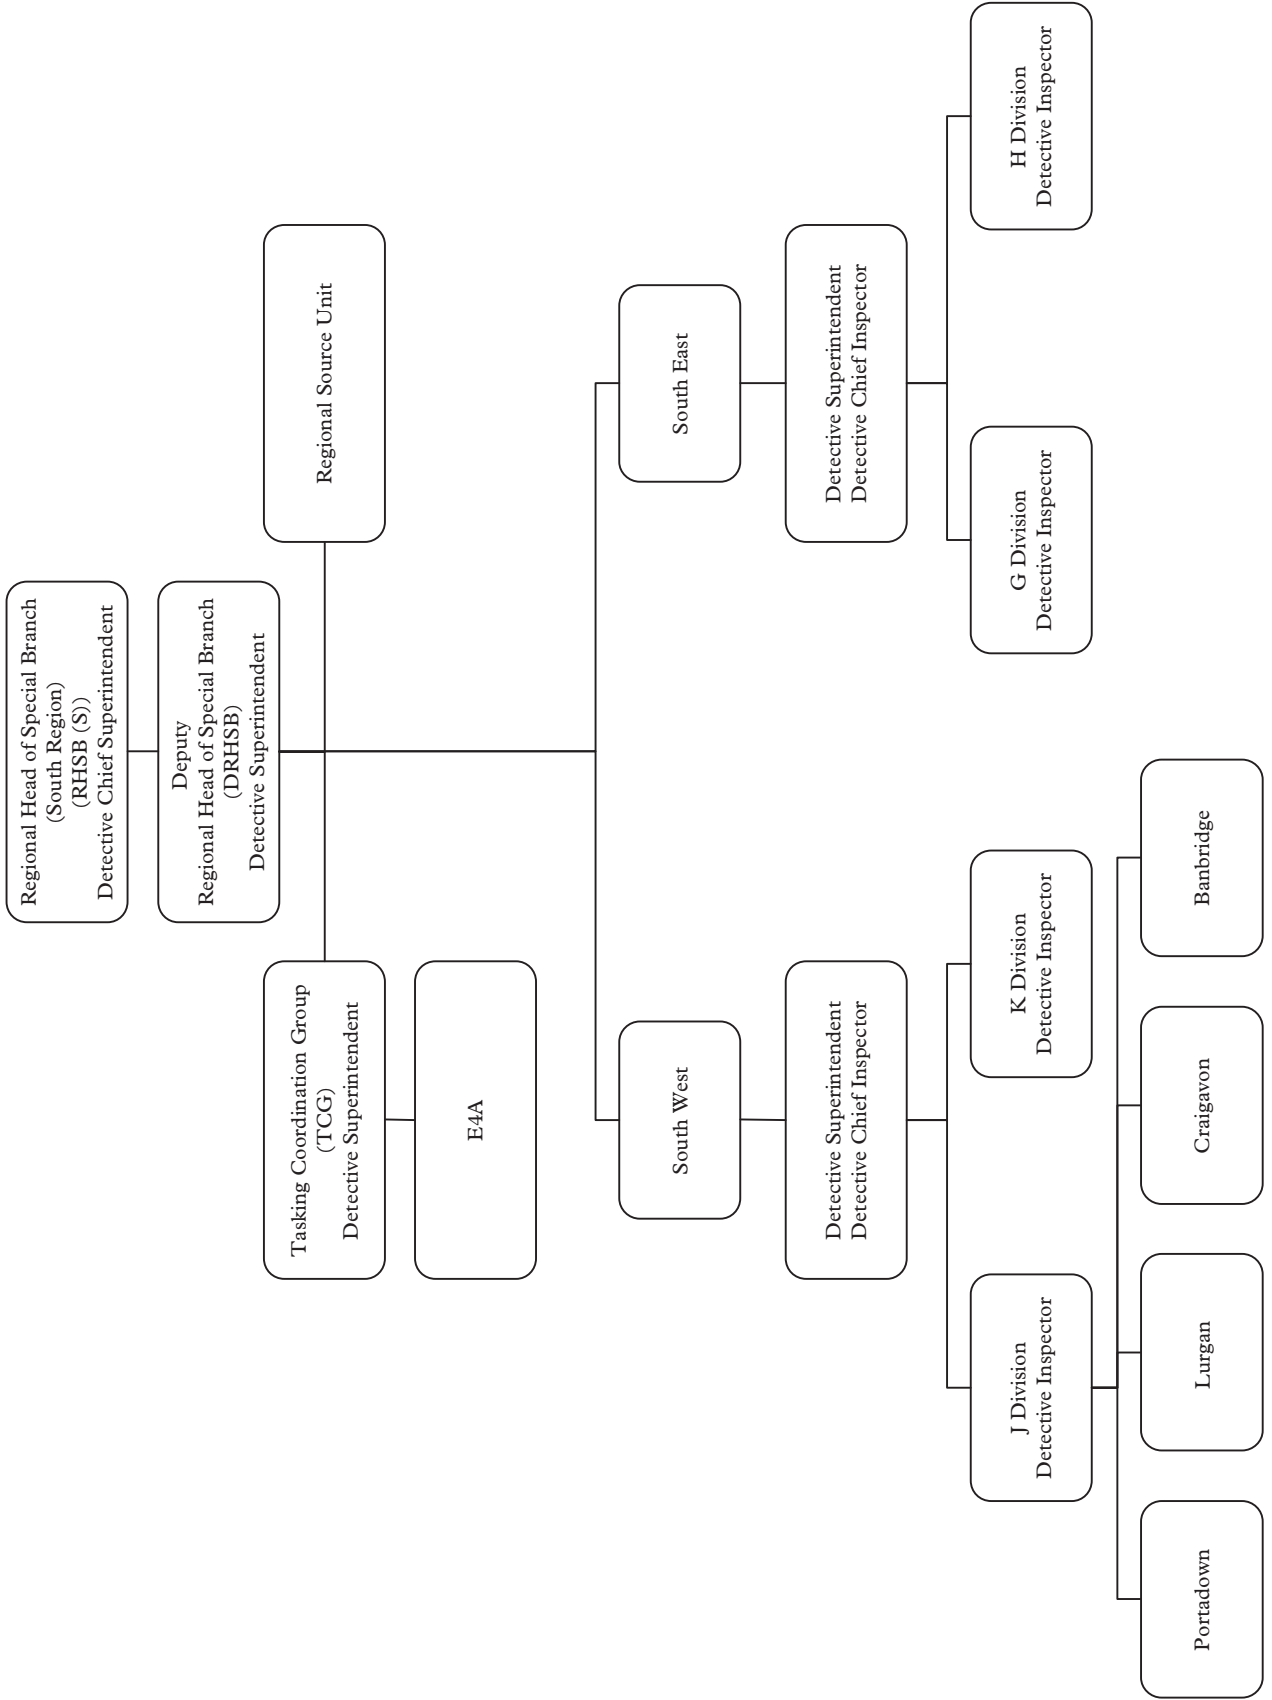 Regional Head of Special Branch
(South Region)
(RHSB (S))
Detective Chief Superintendent
Deputy
Regional Head of Special Branch
(DRHSB)
Detective Superintendent
Tasking Coordination Group
(TCG)
Detective Superintendent
Regional Source Unit
E4A
South West
South East
Detective Superintendent
Detective Chief Inspector
Detective Superintendent
Detective Chief Inspector
J Division
Detective Inspector
K Division
Detective Inspector
G Division
Detective Inspector
H Division
Detective Inspector
Portadown
Lurgan
Craigavon
Banbridge